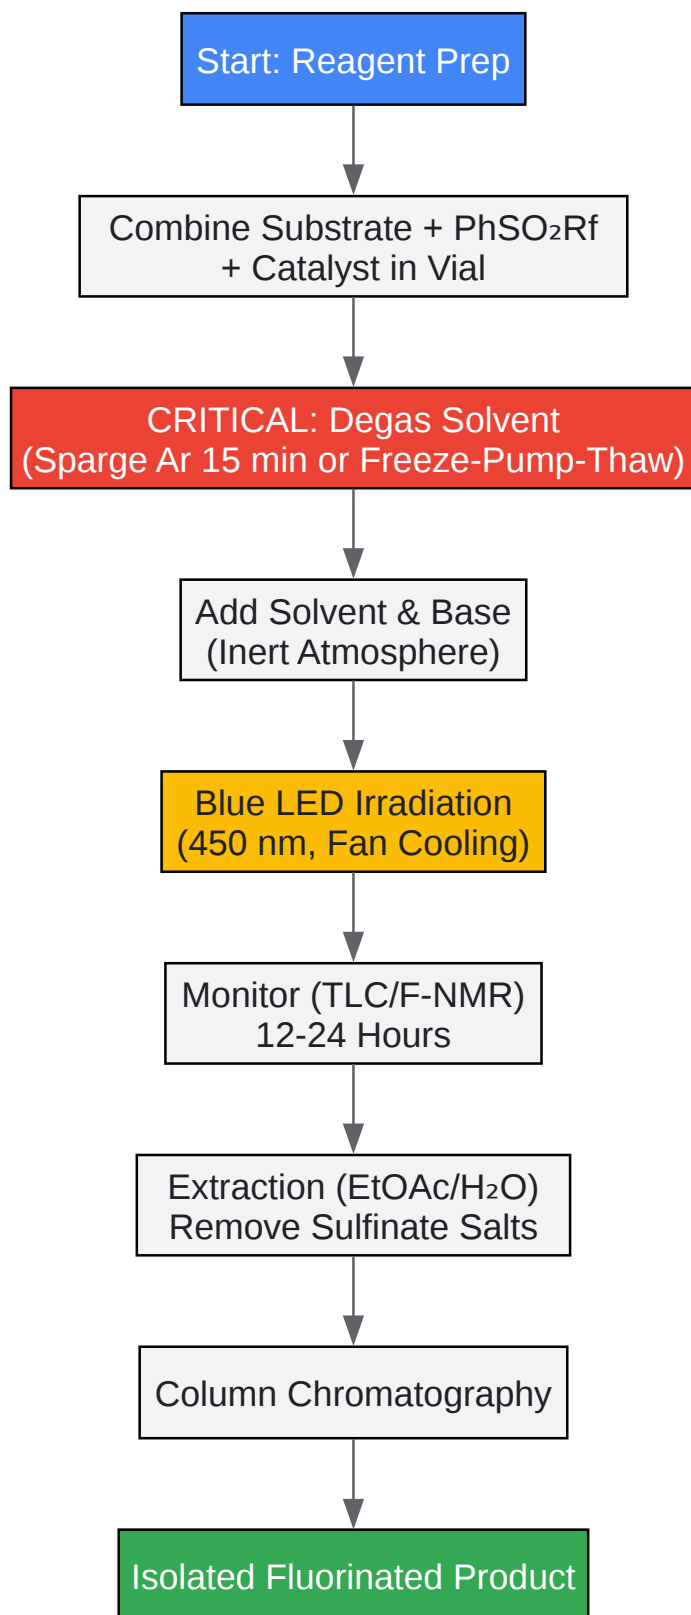 Start: Reagent Prep
Combine Substrate + PhSO₂Rf
+ Catalyst in Vial
CRITICAL: Degas Solvent
(Sparge Ar 15 min or Freeze-Pump-Thaw)
Add Solvent & Base
(Inert Atmosphere)
Blue LED Irradiation
(450 nm, Fan Cooling)
Monitor (TLC/F-NMR)
12-24 Hours
Extraction (EtOAc/H₂O)
Remove Sulfinate Salts
Column Chromatography
Isolated Fluorinated Product